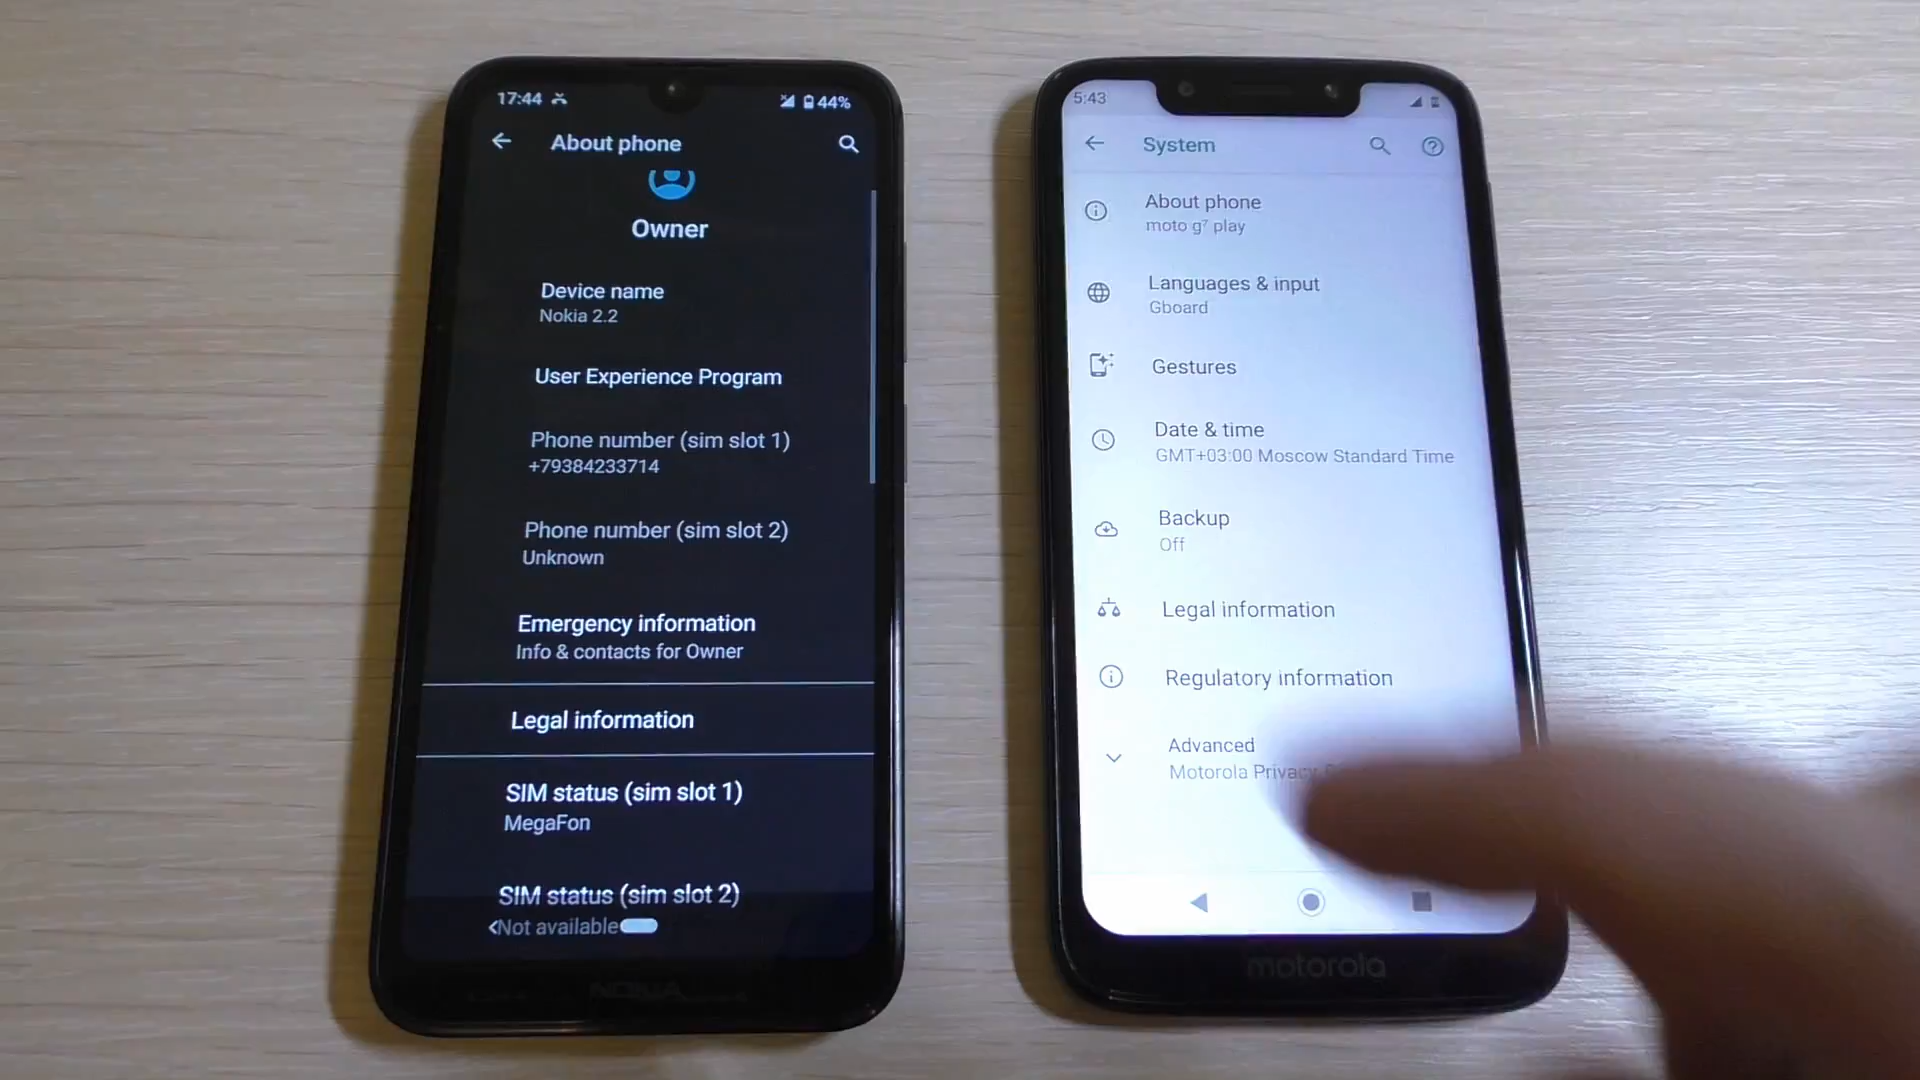 17:44
44%
About phone
Owner
Device name
Nokia 2.2
User Experience Program
Phone number (sim slot 1)
+79384233714
Phone number (sim slot 2)
Unknown
Emergency information
Info & contacts for Owner
Legal information
SIM status (sim slot 1)
MegaFon
SIM status (sim slot 2)
Not available
NOKIA
5:43
System
About phone
moto g⁷ play
Languages & input
Gboard
Gestures
Date & time
GMT+03:00 Moscow Standard Time
Backup
Off
Legal information
Regulatory information
Advanced
Motorola Privacy
motorola